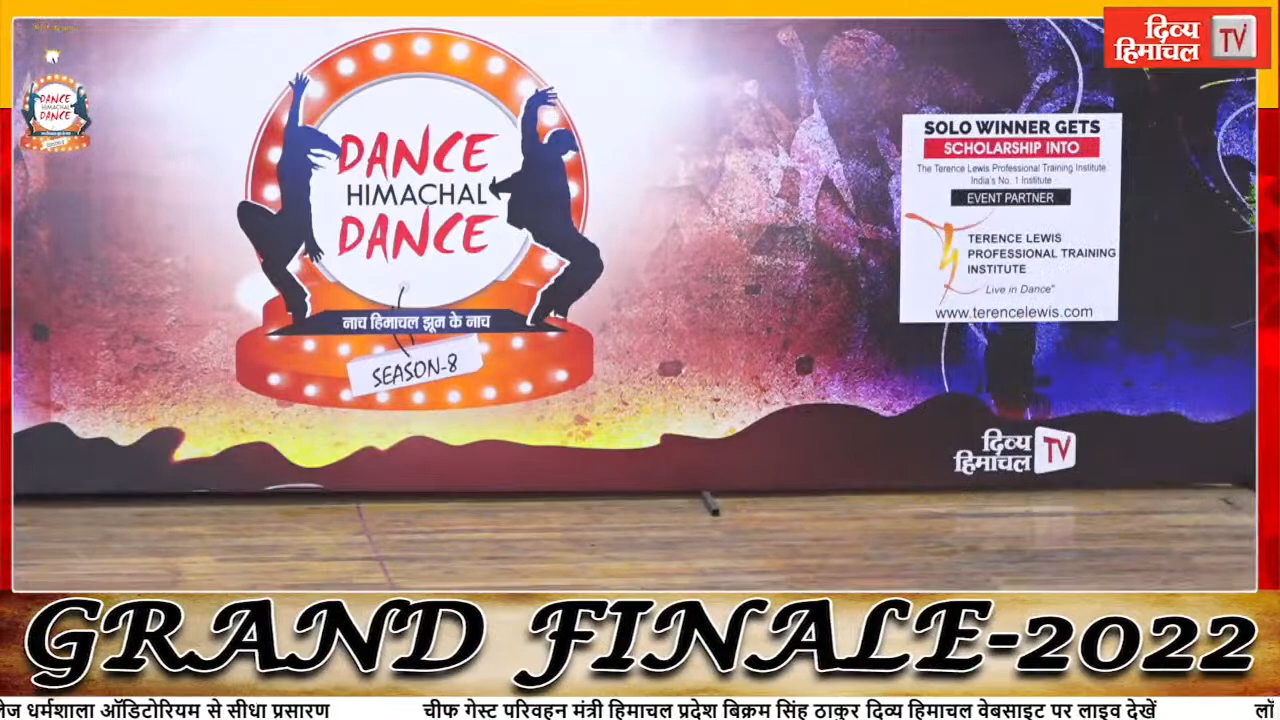 दिव्य
हिमाचल TV
DANCE
HIMACHAL
DANCE
DANCE
HIMACHAL
DANCE
नाच हिमाचल झूम के नाच
SEASON-8
SOLO WINNER GETS
SCHOLARSHIP INTO
The Terence Lewis Professional Training Institute
India's No. 1 Institute
EVENT PARTNER
TERENCE LEWIS
PROFESSIONAL TRAINING
INSTITUTE
Live in Dance"
www.terencelewis.com
दिव्य
हिमाचल TV
GRAND FINALE-2022
लेज धर्मशाला ऑडिटोरियम से सीधा प्रसारण चीफ गेस्ट परिवहन मंत्री हिमाचल प्रदेश बिक्रम सिंह ठाकुर दिव्य हिमाचल वेबसाइट पर लाइव देखें